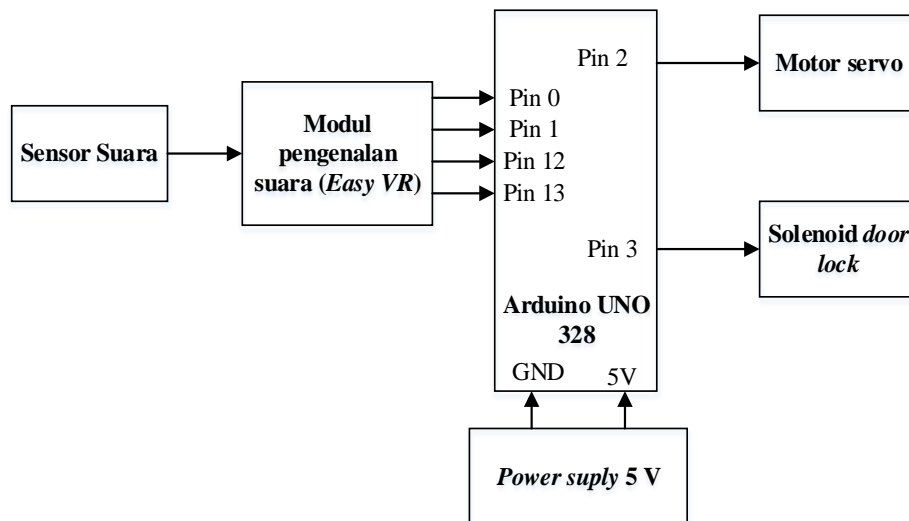 Sensor Suara
Modul
pengenalan
suara (Easy VR)
Pin 0
Pin 1
Pin 12
Pin 13
Pin 2
Pin 3
Arduino UNO
328
GND
5V
Motor servo
Solenoid door
lock
Power suply 5 V